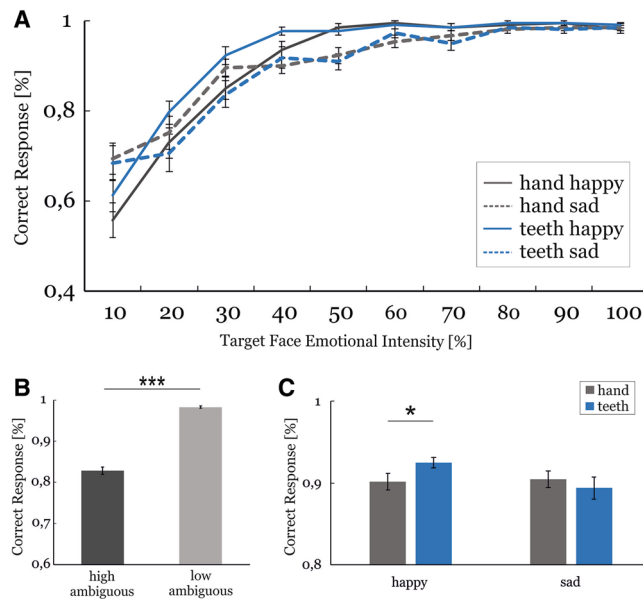 A
Correct Response [%]
1
0,8
0,6
0,4
10 20 30 40 50 60 70 80 90 100
Target Face Emotional Intensity [%]
hand happy
hand sad
teeth happy
teeth sad
B
***
Correct Response [%]
1
0,9
0,8
0,7
0,6
high ambiguous
low ambiguous
C
hand
teeth
*
Correct Response [%]
1
0,9
0,8
happy sad